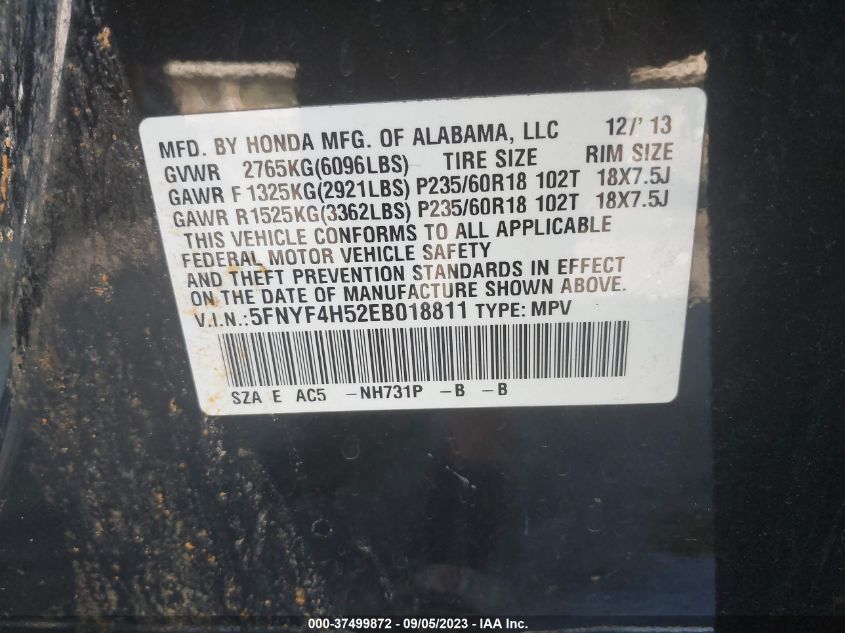 MFD. BY HONDA MFG. OF ALABAMA, LLC 12/'13
GVWR 2765KG(6096LBS) TIRE SIZE RIM SIZE
GAWR F 1325KG(2921LBS) P235/60R18 102T 18X7.5J
GAWR R1525KG(3362LBS) P235/60R18 102T 18X7.5J
THIS VEHICLE CONFORMS TO ALL APPLICABLE
FEDERAL MOTOR VEHICLE SAFETY
AND THEFT PREVENTION STANDARDS IN EFFECT
ON THE DATE OF MANUFACTURE SHOWN ABOVE.
V.I.N.:5FNYF4H52EB018811 TYPE: MPV
SZA E AC5 -NH731P -B -B
000-37499872 - 09/05/2023 - IAA Inc.